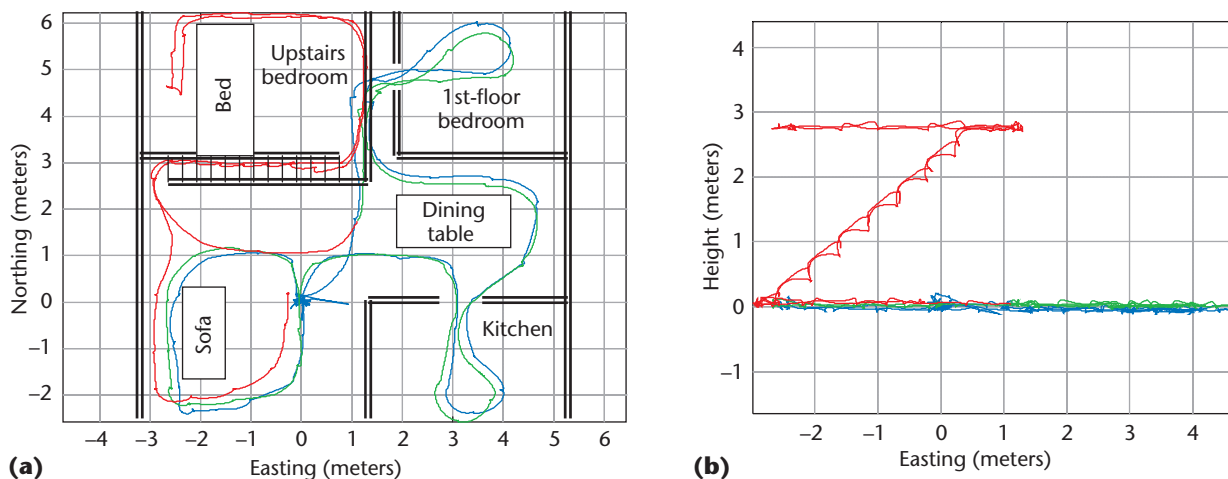 6
5
4
3
2
1
0
−1
−2
Northing (meters)
−4
−3
−2
−1
0
1
2
3
4
5
6
Easting (meters)
(a)
Bed
Upstairs
bedroom
1st-floor
bedroom
Dining
table
Sofa
Kitchen
4
3
2
1
0
−1
Height (meters)
−2
−1
0
1
2
3
4
Easting (meters)
(b)